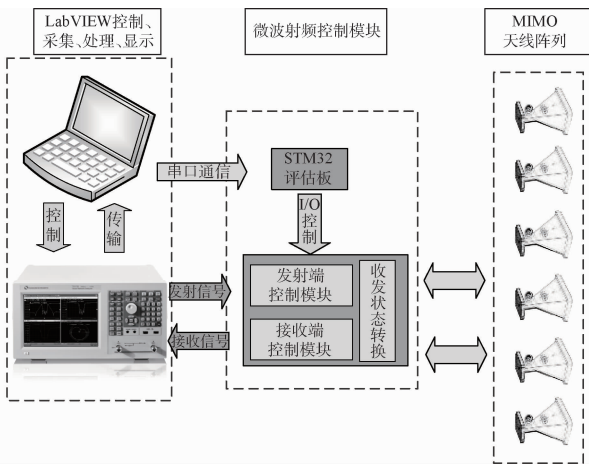 LabVIEW控制、
采集、处理、显示
微波射频控制模块
MIMO
天线阵列
串口通信
STM32
评估板
控制
传输
I/O
控制
发射信号
接收信号
发射端
控制模块
接收端
控制模块
收发状态转换